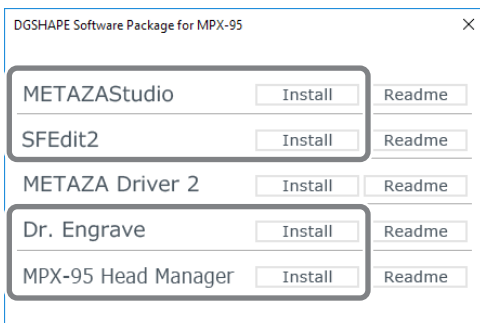 DGSHAPE Software Package for MPX-95
METAZAStudio Install Readme
SFEdit2 Install Readme
METAZA Driver 2 Install Readme
Dr. Engrave Install Readme
MPX-95 Head Manager Install Readme